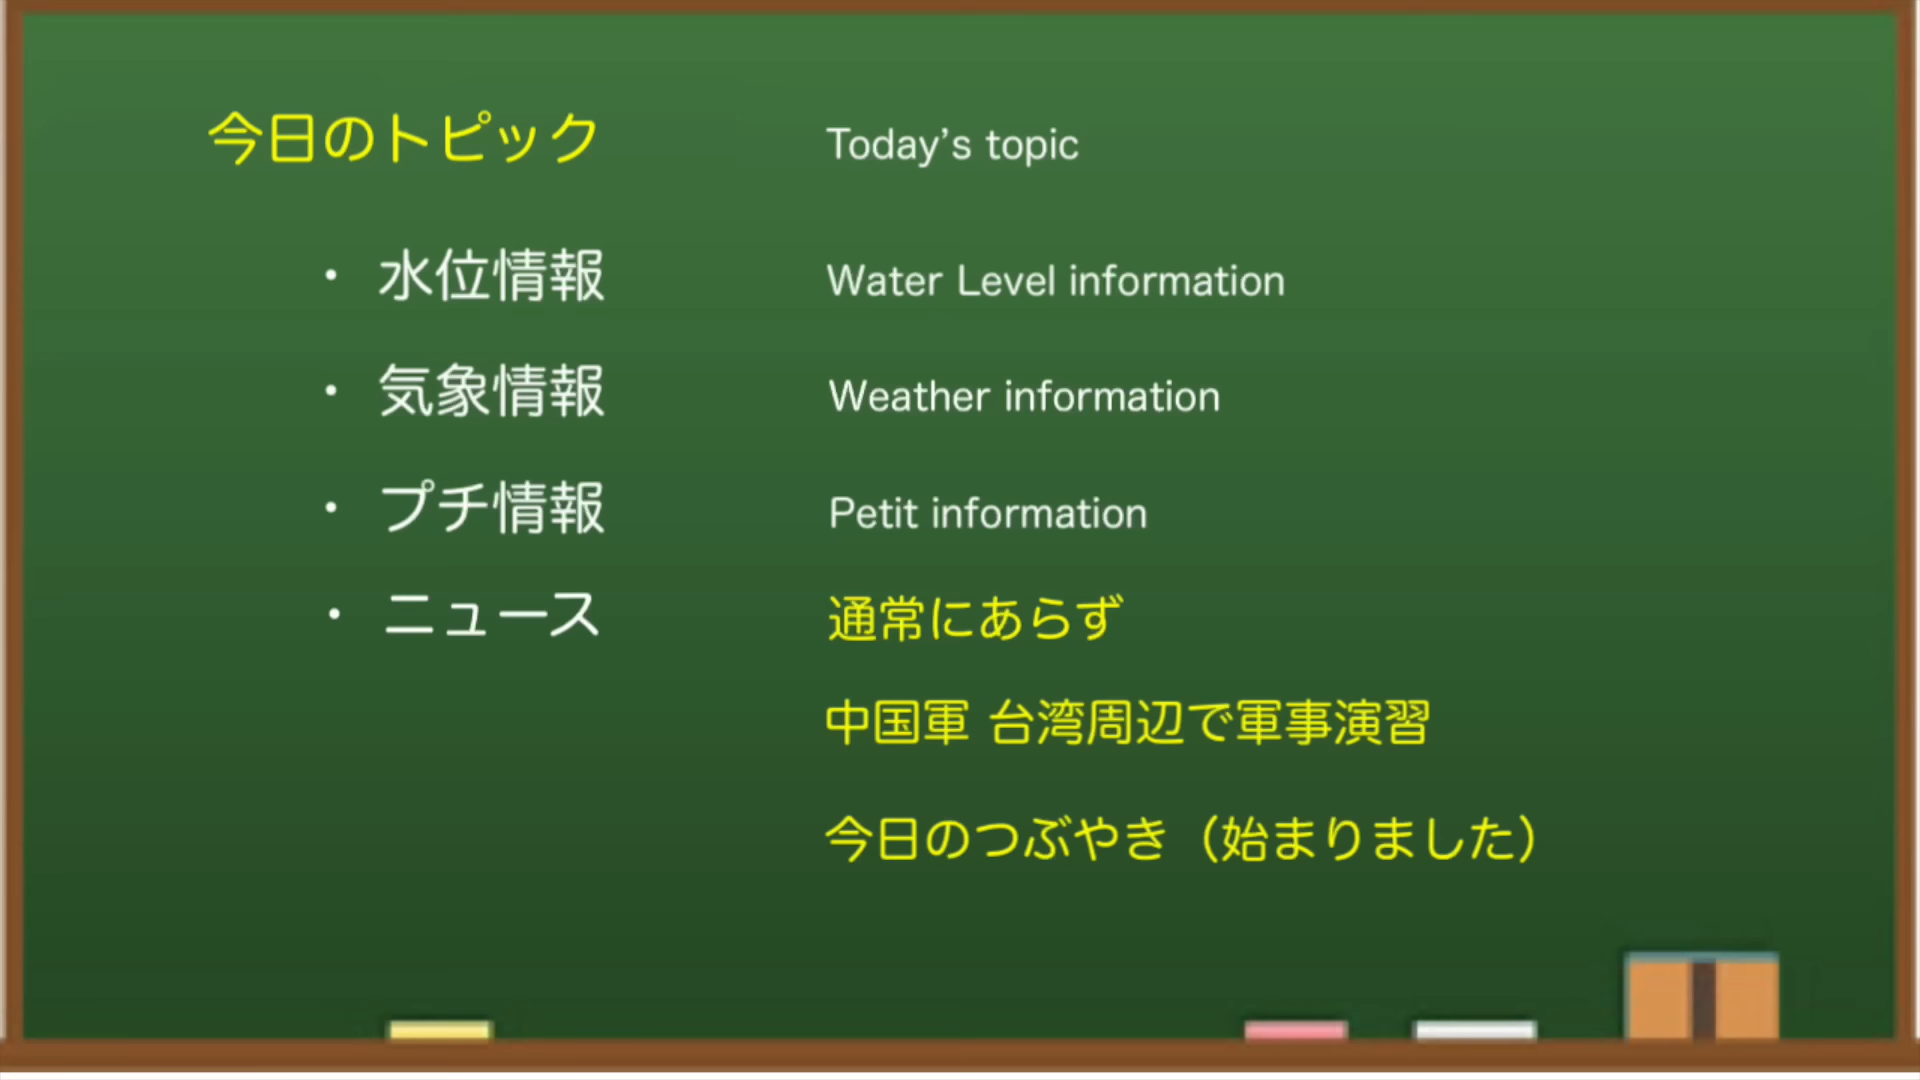 今日のトピック Today's topic
・ 水位情報 Water Level information
・ 気象情報 Weather information
・ プチ情報 Petit information
・ ニュース 通常にあらず
中国軍 台湾周辺で軍事演習
今日のつぶやき（始まりました）